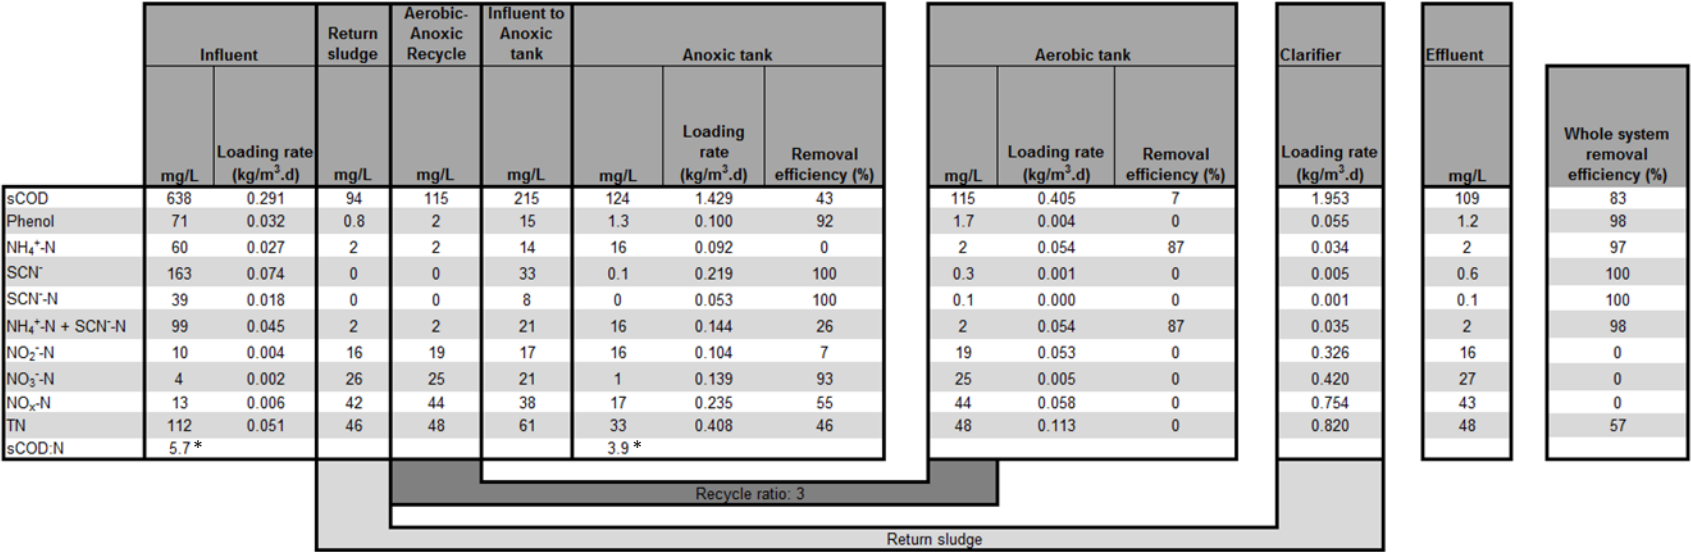 Influent Return sludge Aerobic-Anoxic Recycle Influent to Anoxic tank Anoxic tank Aerobic tank Clarifier Effluent
mg/L Loading rate (kg/m³.d) mg/L mg/L mg/L mg/L Loading rate (kg/m³.d) Removal efficiency (%) mg/L Loading rate (kg/m³.d) Removal efficiency (%) Loading rate (kg/m³.d) mg/L Whole system removal efficiency (%)
sCOD 638 0.291 94 115 215 124 1.429 43 115 0.405 7 1.953 109 83
Phenol 71 0.032 0.8 2 15 1.3 0.100 92 1.7 0.004 0 0.055 1.2 98
NH₄⁺-N 60 0.027 2 2 14 16 0.092 0 2 0.054 87 0.034 2 97
SCN⁻ 163 0.074 0 0 33 0.1 0.219 100 0.3 0.001 0 0.005 0.6 100
SCN⁻-N 39 0.018 0 0 8 0 0.053 100 0.1 0.000 0 0.001 0.1 100
NH₄⁺-N + SCN⁻-N 99 0.045 2 2 21 16 0.144 26 2 0.054 87 0.035 2 98
NO₂⁻-N 10 0.004 16 19 17 16 0.104 7 19 0.053 0 0.326 16 0
NO₃⁻-N 4 0.002 26 25 21 1 0.139 93 25 0.005 0 0.420 27 0
NOₓ-N 13 0.006 42 44 38 17 0.235 55 44 0.058 0 0.754 43 0
TN 112 0.051 46 48 61 33 0.408 46 48 0.113 0 0.820 48 57
sCOD:N 5.7 * 3.9 *
Recycle ratio: 3
Return sludge